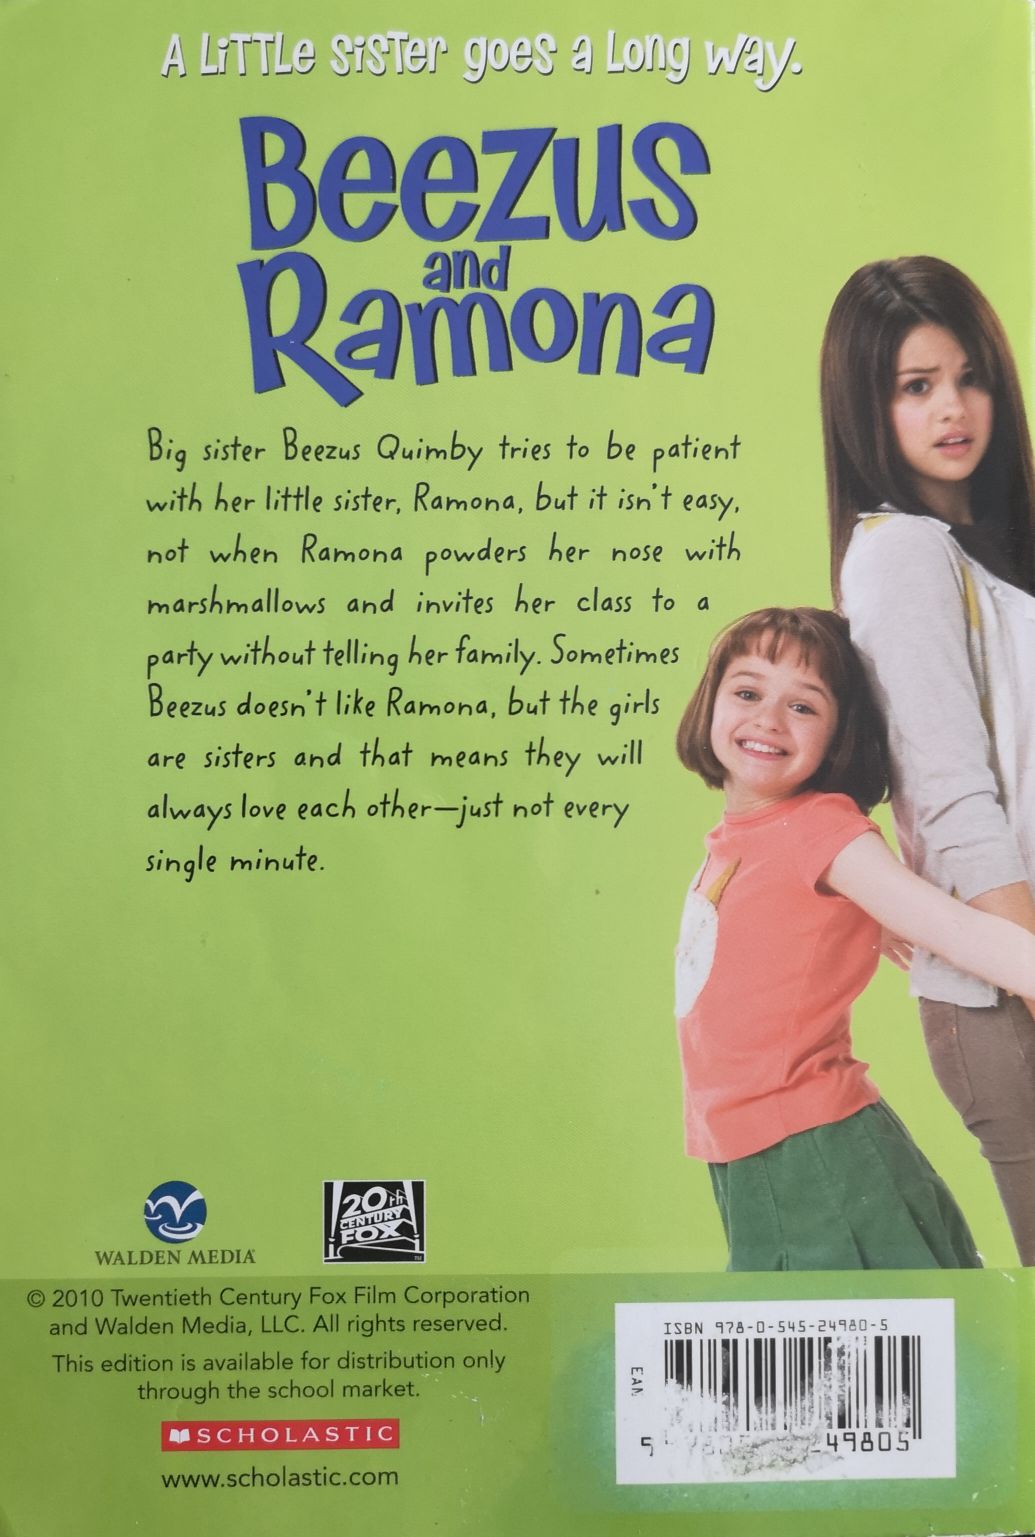 A LiTTLe SiSTeR goeS a Long way.
Beezus
and
Ramona
Big sister Beezus Quimby tries to be patient
with her little sister, Ramona, but it isn't easy,
not when Ramona powders her nose with
marshmallows and invites her class to a
party without telling her family. Sometimes
Beezus doesn't like Ramona, but the girls
are sisters and that means they will
always love each other—just not every
single minute.
WALDEN MEDIA
20TH
CENTURY
FOX
© 2010 Twentieth Century Fox Film Corporation
and Walden Media, LLC. All rights reserved.
This edition is available for distribution only
through the school market.
SCHOLASTIC
www.scholastic.com
ISBN 978-0-545-24980-5
EAN